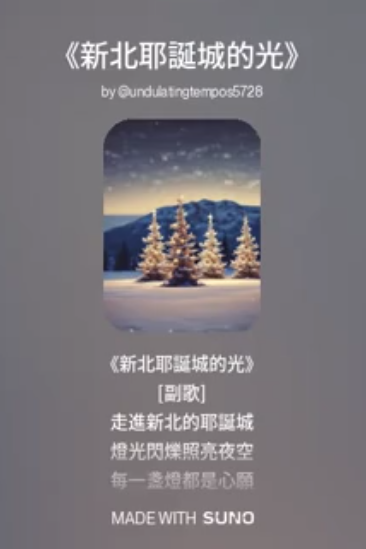 《新北耶誕城的光》
by @undulatingtempos5728
《新北耶誕城的光》
[副歌]
走進新北的耶誕城
燈光閃爍照亮夜空
每一盞燈都是心願
MADE WITH SUNO